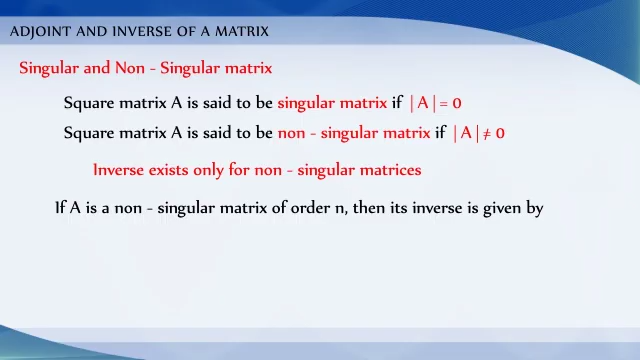 ADJOINT AND INVERSE OF A MATRIX
Singular and Non - Singular matrix
Square matrix A is said to be singular matrix if |A| = 0
Square matrix A is said to be non - singular matrix if |A| ≠ 0
Inverse exists only for non - singular matrices
If A is a non - singular matrix of order n, then its inverse is given by